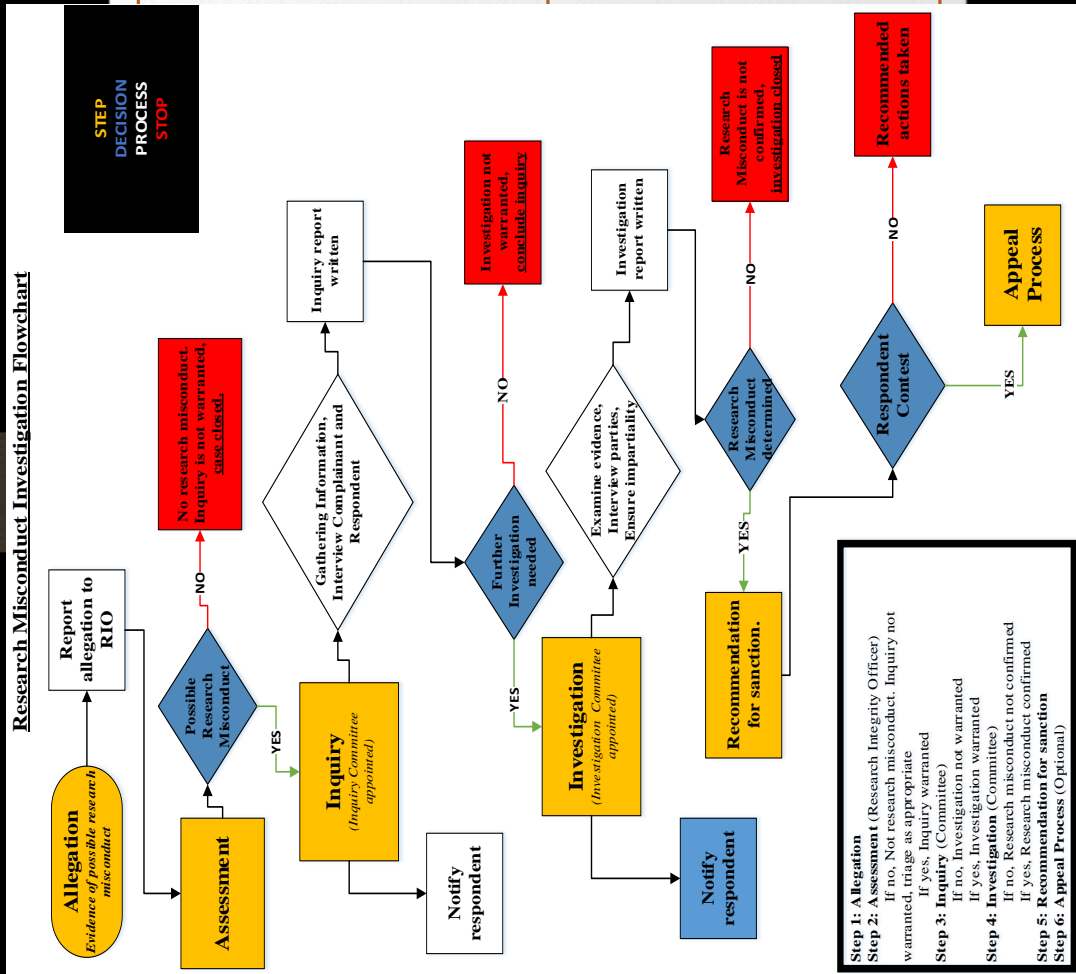 Research Misconduct Investigation Flowchart
STEP
DECISION
PROCESS
STOP
Allegation
Evidence of possible research
misconduct
Report
allegation to
RIO
Assessment
Possible
Research
Misconduct
NO
No research misconduct.
Inquiry is not warranted,
case closed.
YES
Inquiry
(Inquiry Committee
appointed)
Notify
respondent
Gathering Information,
Interview Complainant and
Respondent
Inquiry report
written
Further
Investigation
needed
NO
Investigation not
warranted,
conclude inquiry
YES
Investigation
(Investigation Committee
appointed)
Notify
respondent
Examine evidence,
Interview parties,
Ensure impartiality
Investigation
report written
Research
Misconduct
determined
NO
Research
Misconduct is not
confirmed,
investigation closed
YES
Recommendation
for sanction.
Respondent
Contest
NO
Recommended
actions taken
YES
Appeal
Process
Step 1: Allegation
Step 2: Assessment (Research Integrity Officer)
If no, Not research misconduct. Inquiry not
warranted, triage as appropriate
If yes, Inquiry warranted
Step 3: Inquiry (Committee)
If no, Investigation not warranted
If yes, Investigation warranted
Step 4: Investigation (Committee)
If no, Research misconduct not confirmed
If yes, Research misconduct confirmed
Step 5: Recommendation for sanction
Step 6: Appeal Process (Optional)